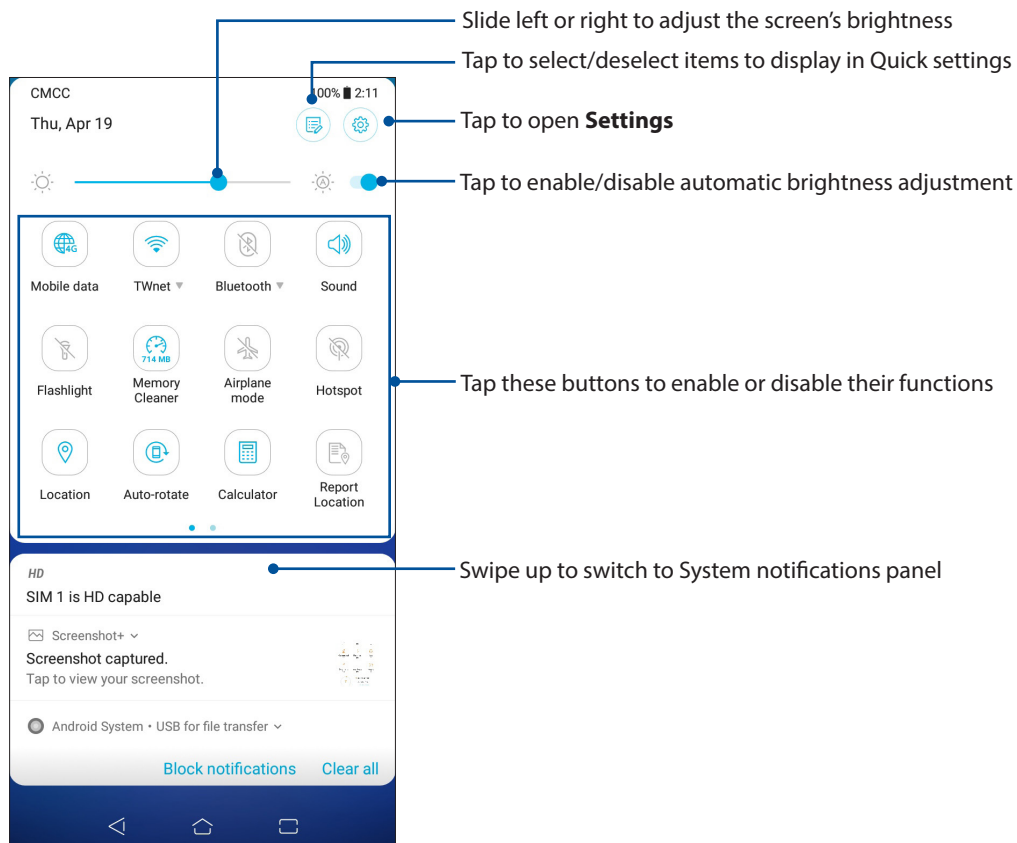 Slide left or right to adjust the screen's brightness
Tap to select/deselect items to display in Quick settings
CMCC 100% 2:11
Thu, Apr 19
Tap to open Settings
A
Tap to enable/disable automatic brightness adjustment
4G
Mobile data TWnet Bluetooth Sound
714 MB
Flashlight Memory Cleaner Airplane mode Hotspot
Tap these buttons to enable or disable their functions
Location Auto-rotate Calculator Report Location
HD
Swipe up to switch to System notifications panel
SIM 1 is HD capable
Screenshot+
Screenshot captured.
Tap to view your screenshot.
Android System • USB for file transfer
Block notifications Clear all